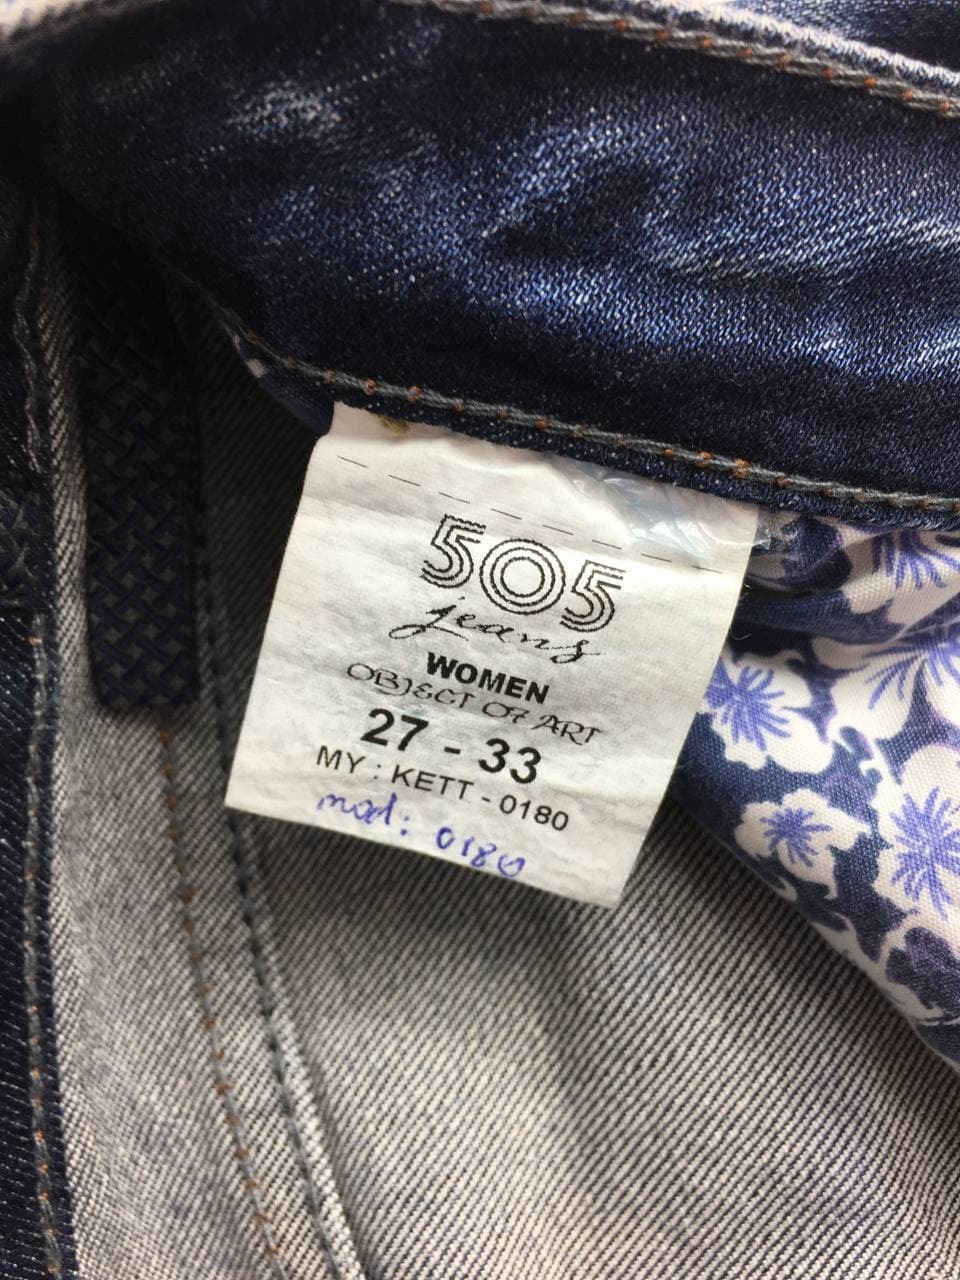 505
jeans
WOMEN
OBJECT OF ART
27 - 33
MY : KETT - 0180
mod: 0180